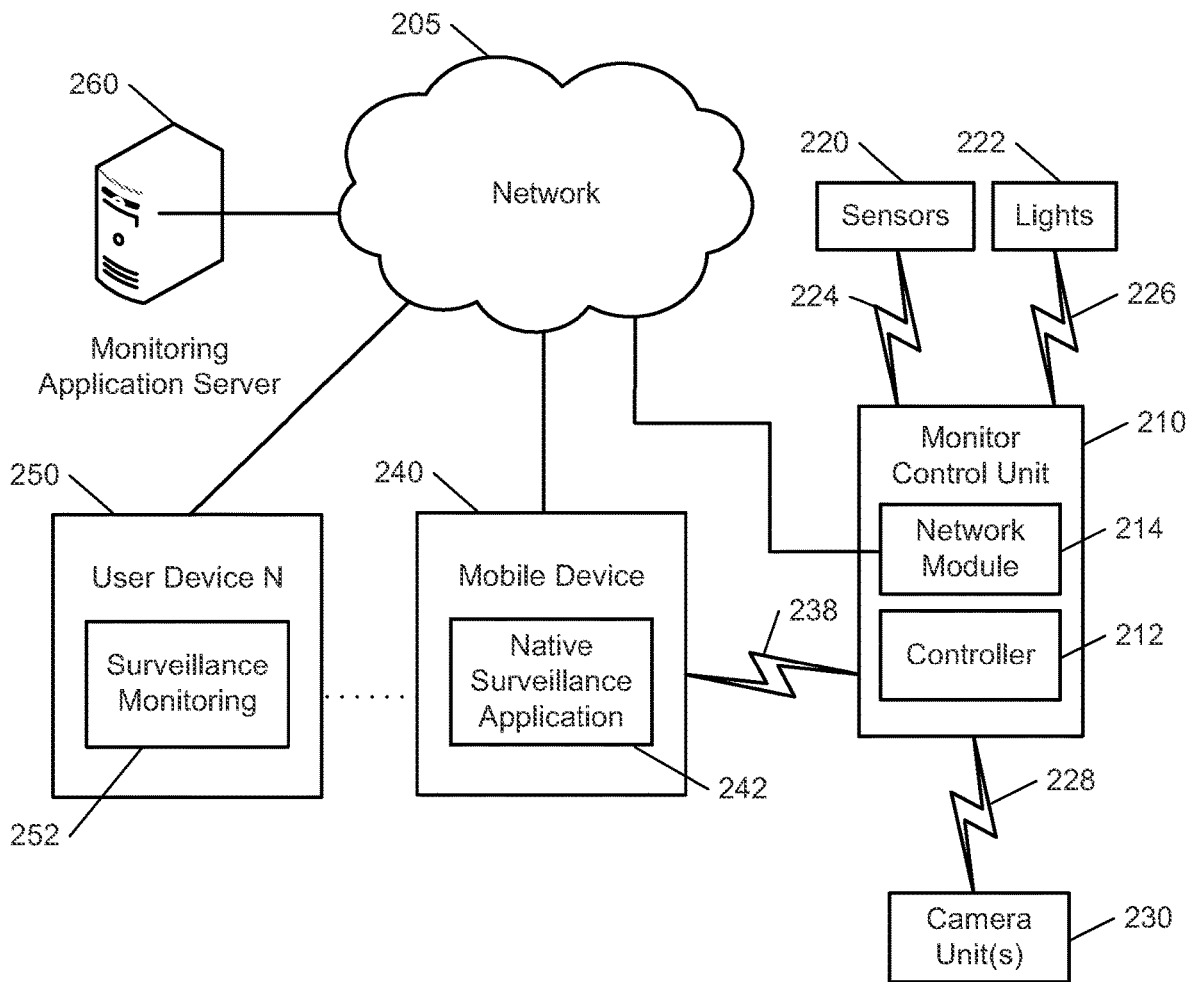 205
260
220
222
Network
Sensors
Lights
224
226
Monitoring
Application Server
210
Monitor
Control Unit
250
240
Network
Module
214
User Device N
Mobile Device
238
212
Controller
Surveillance
Monitoring
Native
Surveillance
Application
242
228
252
Camera
Unit(s)
230